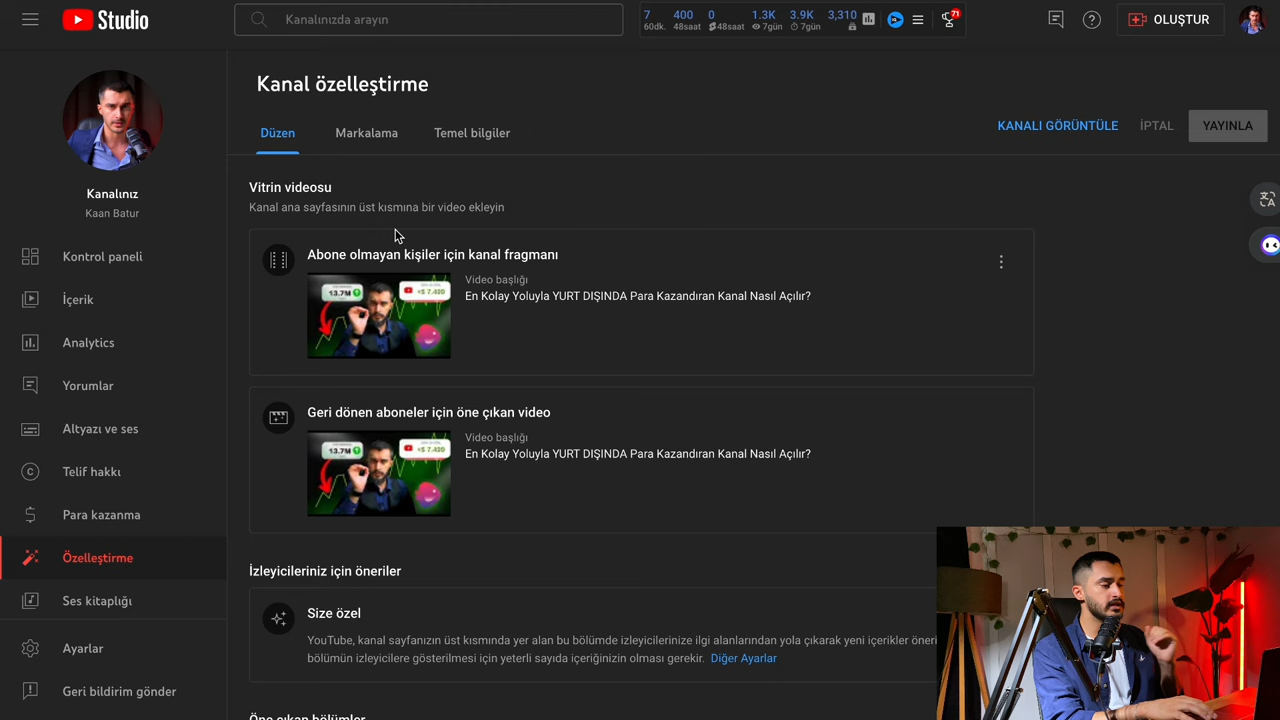 Studio
Kanalınızda arayın
7 400 0 1.3K 3.9K 3,310
60dk. 48saat 48saat 7gün 7gün
71
OLUŞTUR
Kanal özelleştirme
Düzen Markalama Temel bilgiler
KANALI GÖRÜNTÜLE İPTAL YAYINLA
Kanalınız
Kaan Batur
Kontrol paneli
İçerik
Analytics
Yorumlar
Altyazı ve ses
Telif hakkı
Para kazanma
Özelleştirme
Ses kitaplığı
Ayarlar
Geri bildirim gönder
Vitrin videosu
Kanal ana sayfasının üst kısmına bir video ekleyin
Abone olmayan kişiler için kanal fragmanı
13.7M
+$ 7.400
Video başlığı
En Kolay Yoluyla YURT DIŞINDA Para Kazandıran Kanal Nasıl Açılır?
Geri dönen aboneler için öne çıkan video
13.7M
+$ 7.400
Video başlığı
En Kolay Yoluyla YURT DIŞINDA Para Kazandıran Kanal Nasıl Açılır?
İzleyicileriniz için öneriler
Size özel
YouTube, kanal sayfanızın üst kısmında yer alan bu bölümde izleyicilerinize ilgi alanlarından yola çıkarak yeni içerikler öneri
bölümün izleyicilere gösterilmesi için yeterli sayıda içeriğinizin olması gerekir. Diğer Ayarlar
Öne çıkan bölümler